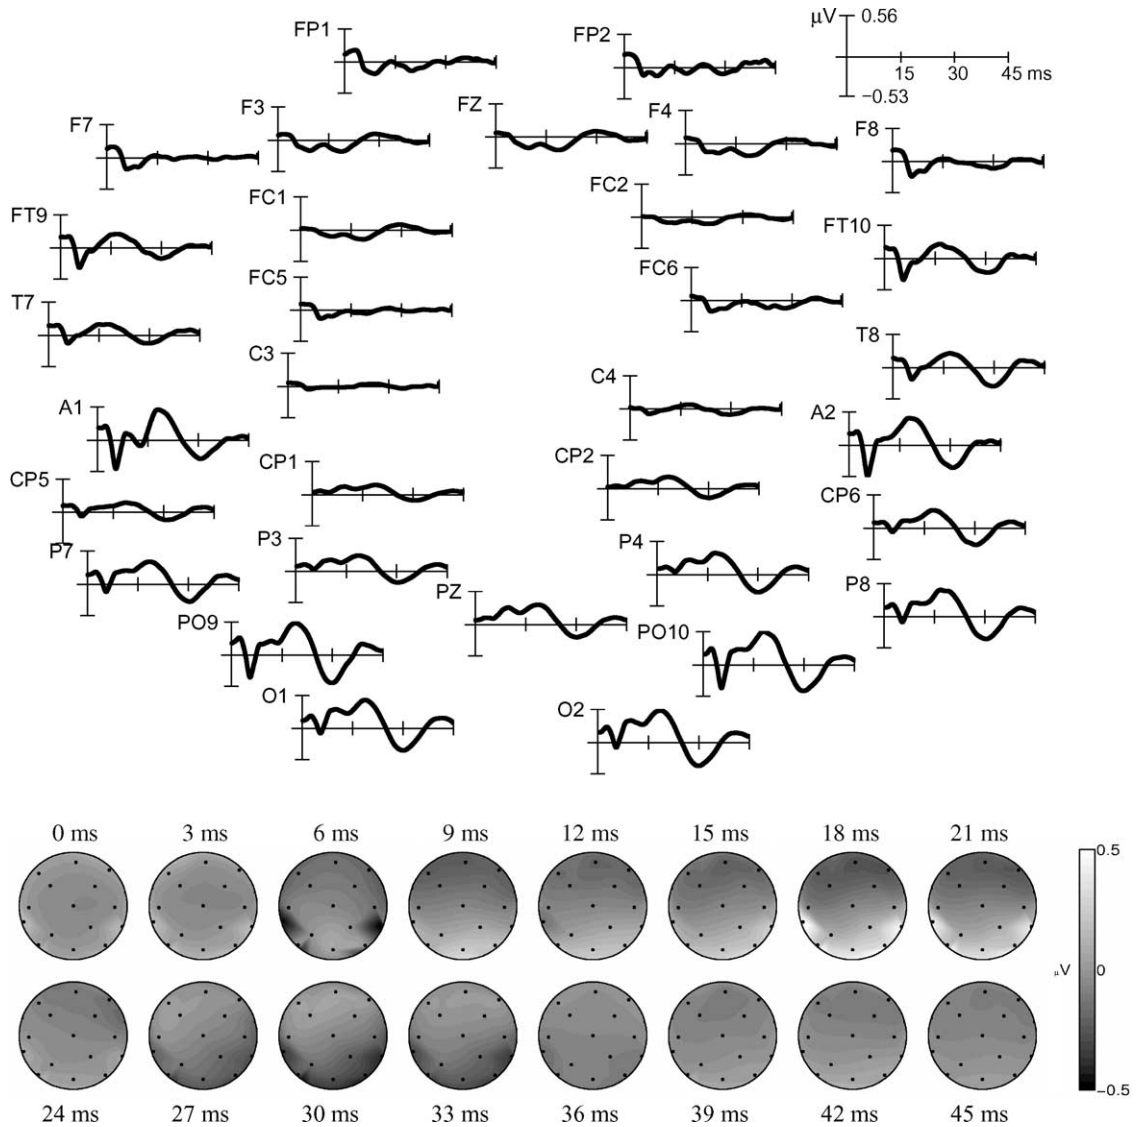 FP1
FP2
μV 0.56
15 30 45 ms
−0.53
F7
F3
FZ
F4
F8
FT9
FC1
FC2
FT10
FC5
FC6
T7
C3
C4
T8
A1
A2
CP5
CP1
CP2
CP6
P7
P3
P4
P8
PZ
PO9
PO10
O1
O2
0 ms 3 ms 6 ms 9 ms 12 ms 15 ms 18 ms 21 ms
0.5
μV 0
−0.5
24 ms 27 ms 30 ms 33 ms 36 ms 39 ms 42 ms 45 ms